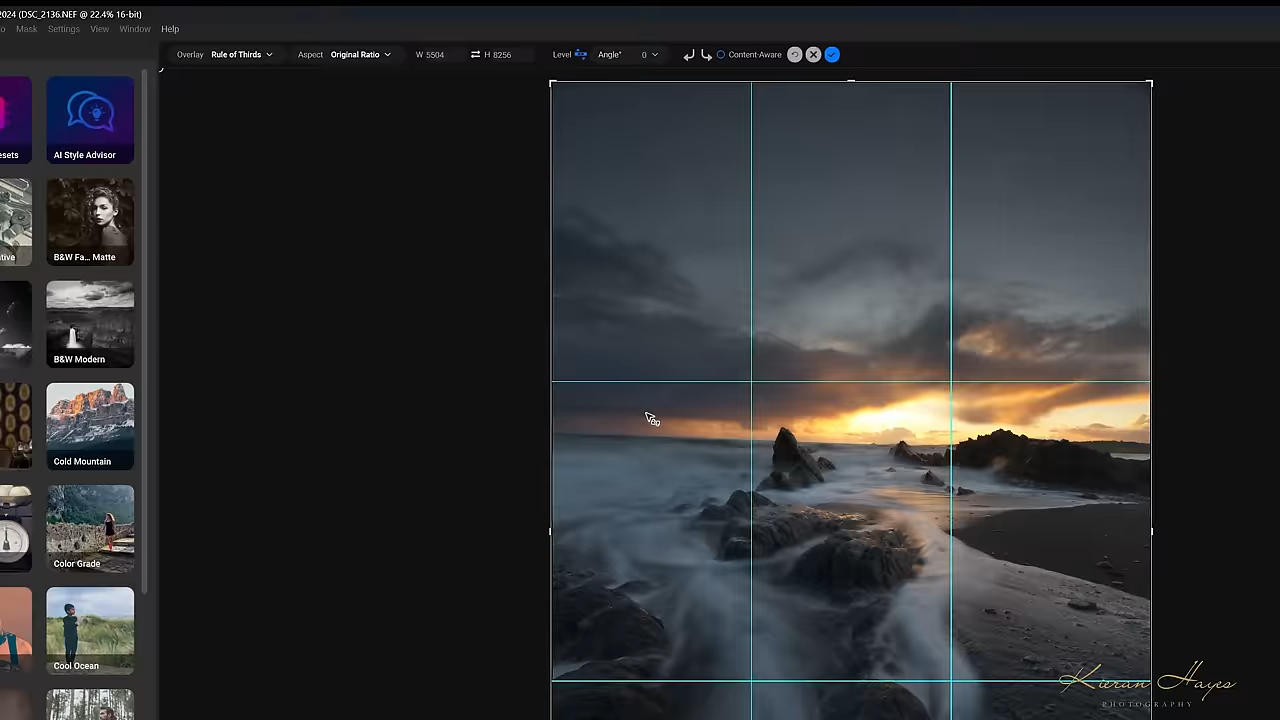 2024 (DSC_2136.NEF @ 22.4% 16-bit)
Mask Settings View Window Help
Overlay Rule of Thirds Aspect Original Ratio W 5504 H 8256 Level Angle° 0 Content-Aware
AI Style Advisor
B&W Fa... Matte
B&W Modern
Cold Mountain
Color Grade
Cool Ocean
Kieran Hayes
PHOTOGRAPHY